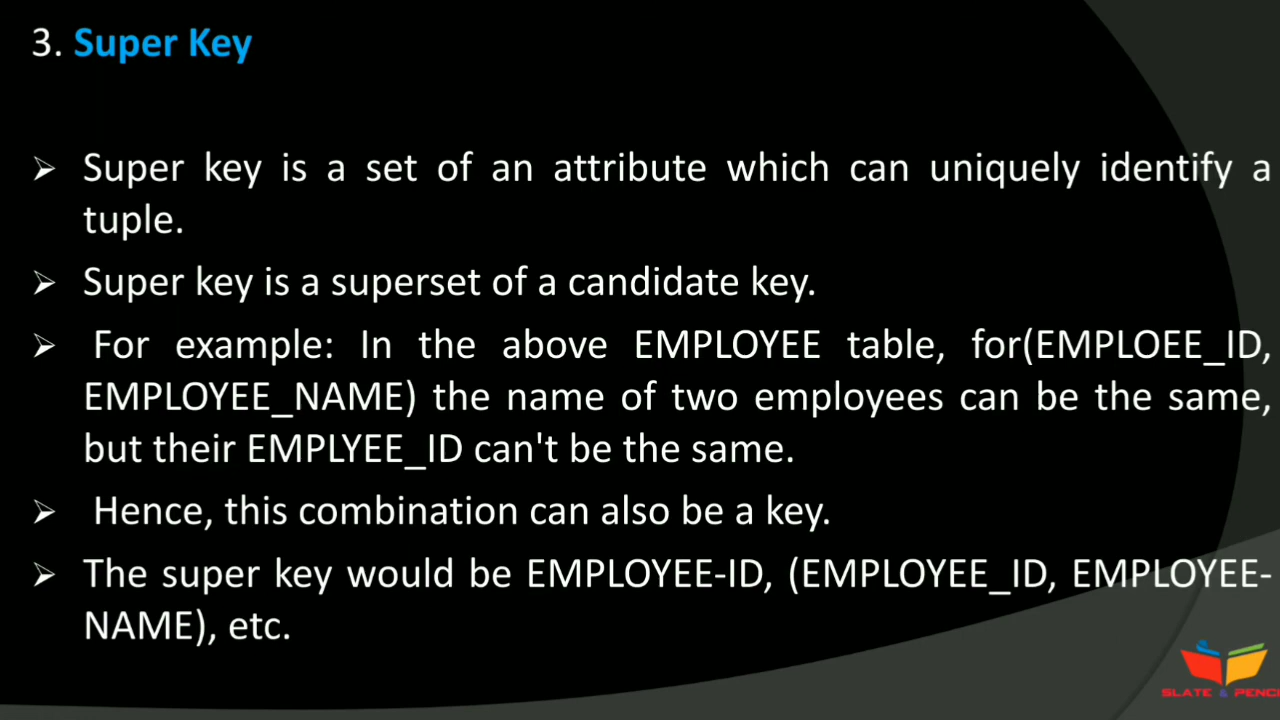 3. Super Key
➢ Super key is a set of an attribute which can uniquely identify a
tuple.
➢ Super key is a superset of a candidate key.
➢ For example: In the above EMPLOYEE table, for(EMPLOEE_ID,
EMPLOYEE_NAME) the name of two employees can be the same,
but their EMPLYEE_ID can't be the same.
➢ Hence, this combination can also be a key.
➢ The super key would be EMPLOYEE-ID, (EMPLOYEE_ID, EMPLOYEE-
NAME), etc.
SLATE & PENCI